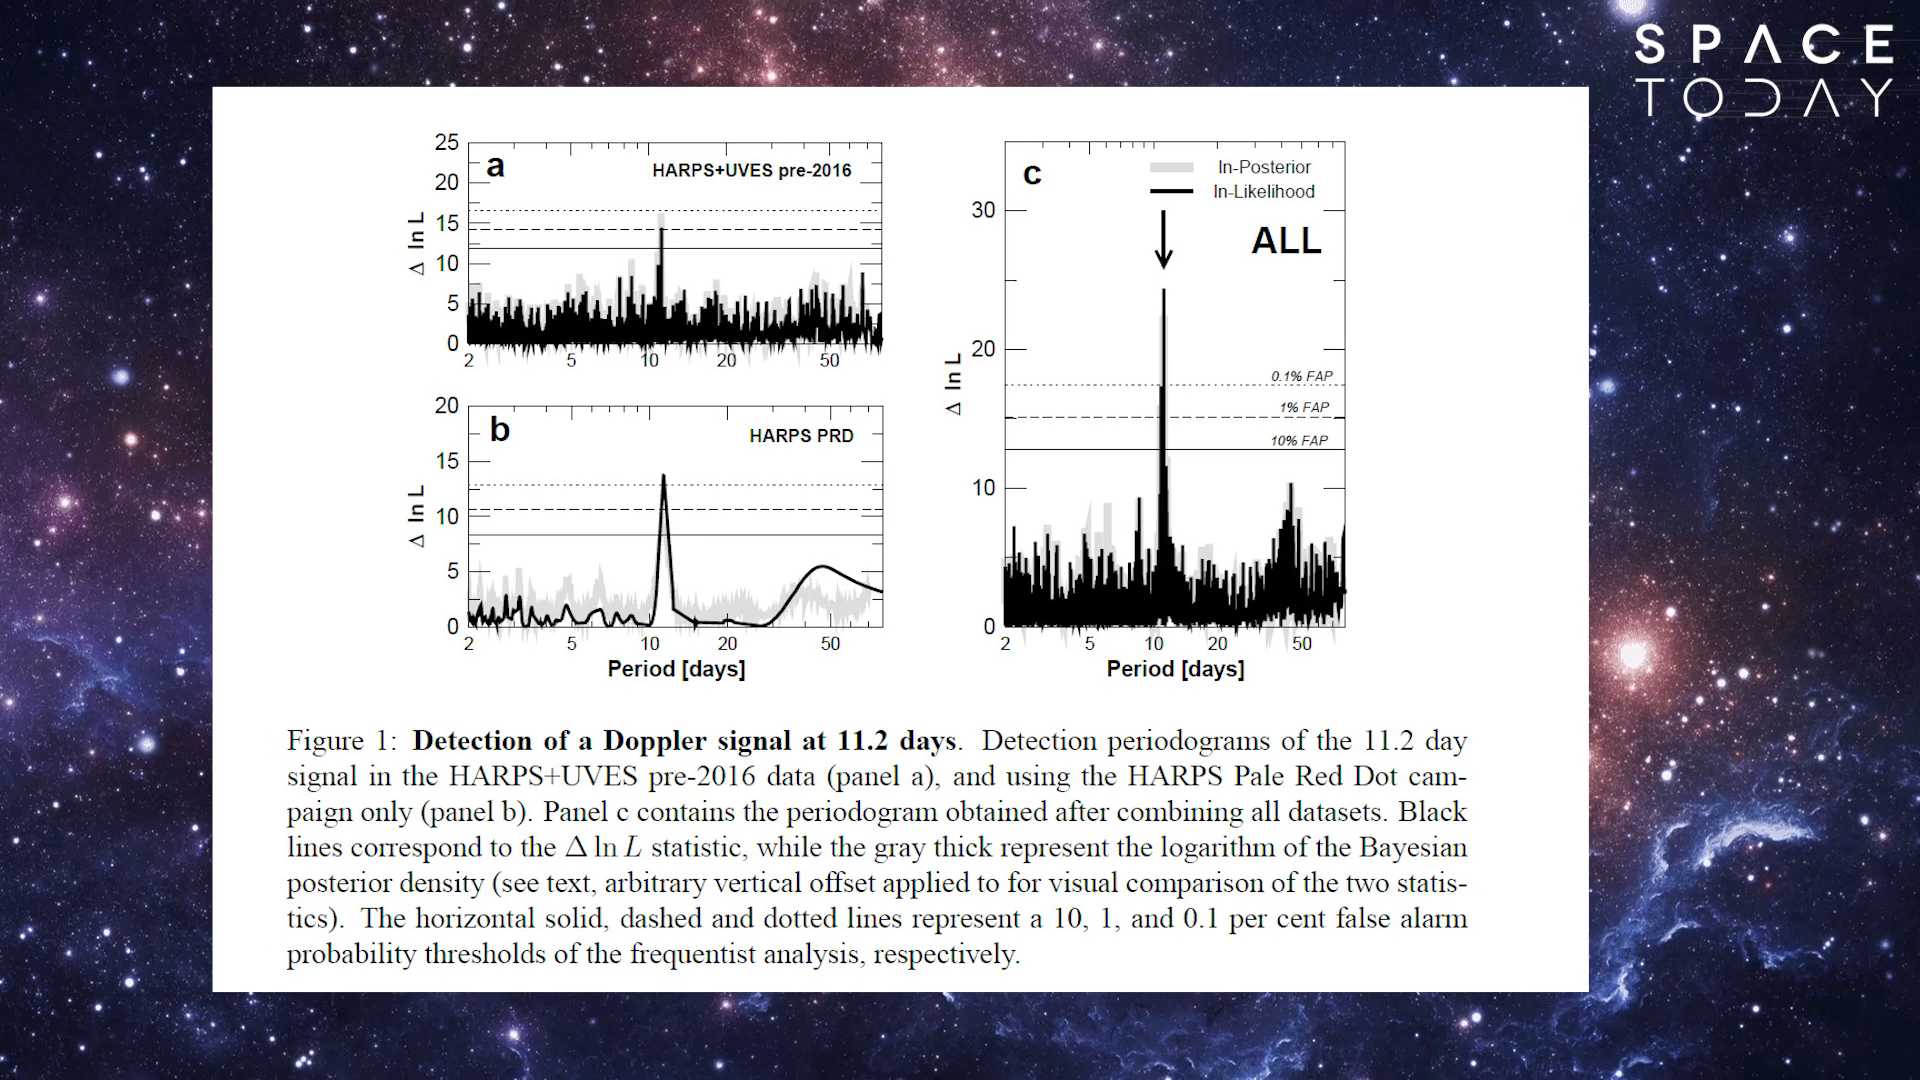 SPACE
TODAY
25
20
15
10
5
0
Δ ln L
a
HARPS+UVES pre-2016
2 5 10 20 50
20
15
10
5
0
Δ ln L
b
HARPS PRD
2 5 10 20 50
Period [days]
30
20
10
0
Δ ln L
c
ln-Posterior
ln-Likelihood
ALL
0.1% FAP
1% FAP
10% FAP
2 5 10 20 50
Period [days]
Figure 1: Detection of a Doppler signal at 11.2 days. Detection periodograms of the 11.2 day
signal in the HARPS+UVES pre-2016 data (panel a), and using the HARPS Pale Red Dot cam-
paign only (panel b). Panel c contains the periodogram obtained after combining all datasets. Black
lines correspond to the Δ ln L statistic, while the gray thick represent the logarithm of the Bayesian
posterior density (see text, arbitrary vertical offset applied to for visual comparison of the two statis-
tics). The horizontal solid, dashed and dotted lines represent a 10, 1, and 0.1 per cent false alarm
probability thresholds of the frequentist analysis, respectively.